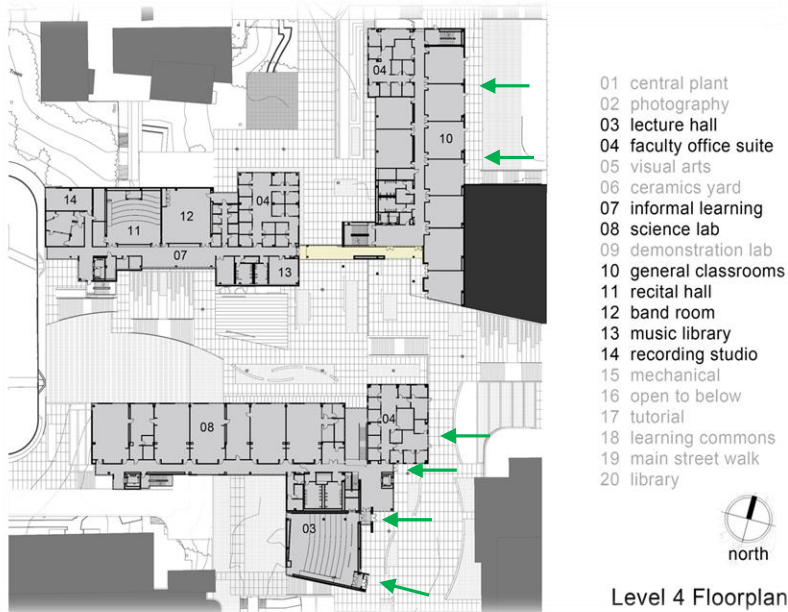 04
10
14
11
12
04
07
13
08
04
03
01 central plant
02 photography
03 lecture hall
04 faculty office suite
05 visual arts
06 ceramics yard
07 informal learning
08 science lab
09 demonstration lab
10 general classrooms
11 recital hall
12 band room
13 music library
14 recording studio
15 mechanical
16 open to below
17 tutorial
18 learning commons
19 main street walk
20 library
north
Level 4 Floorplan